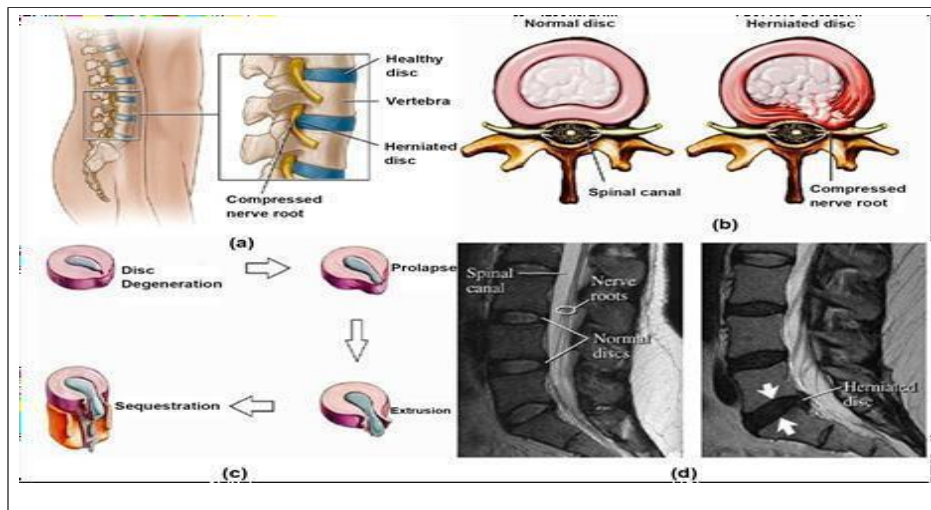 Healthy
disc
Vertebra
Herniated
disc
Compressed
nerve root
(a)
Normal disc
Herniated disc
Spinal canal
Compressed
nerve root
(b)
Disc
Degeneration
Prolapse
Extrusion
Sequestration
(c)
Spinal
canal
Nerve
roots
Normal
discs
Herniated
disc
(d)